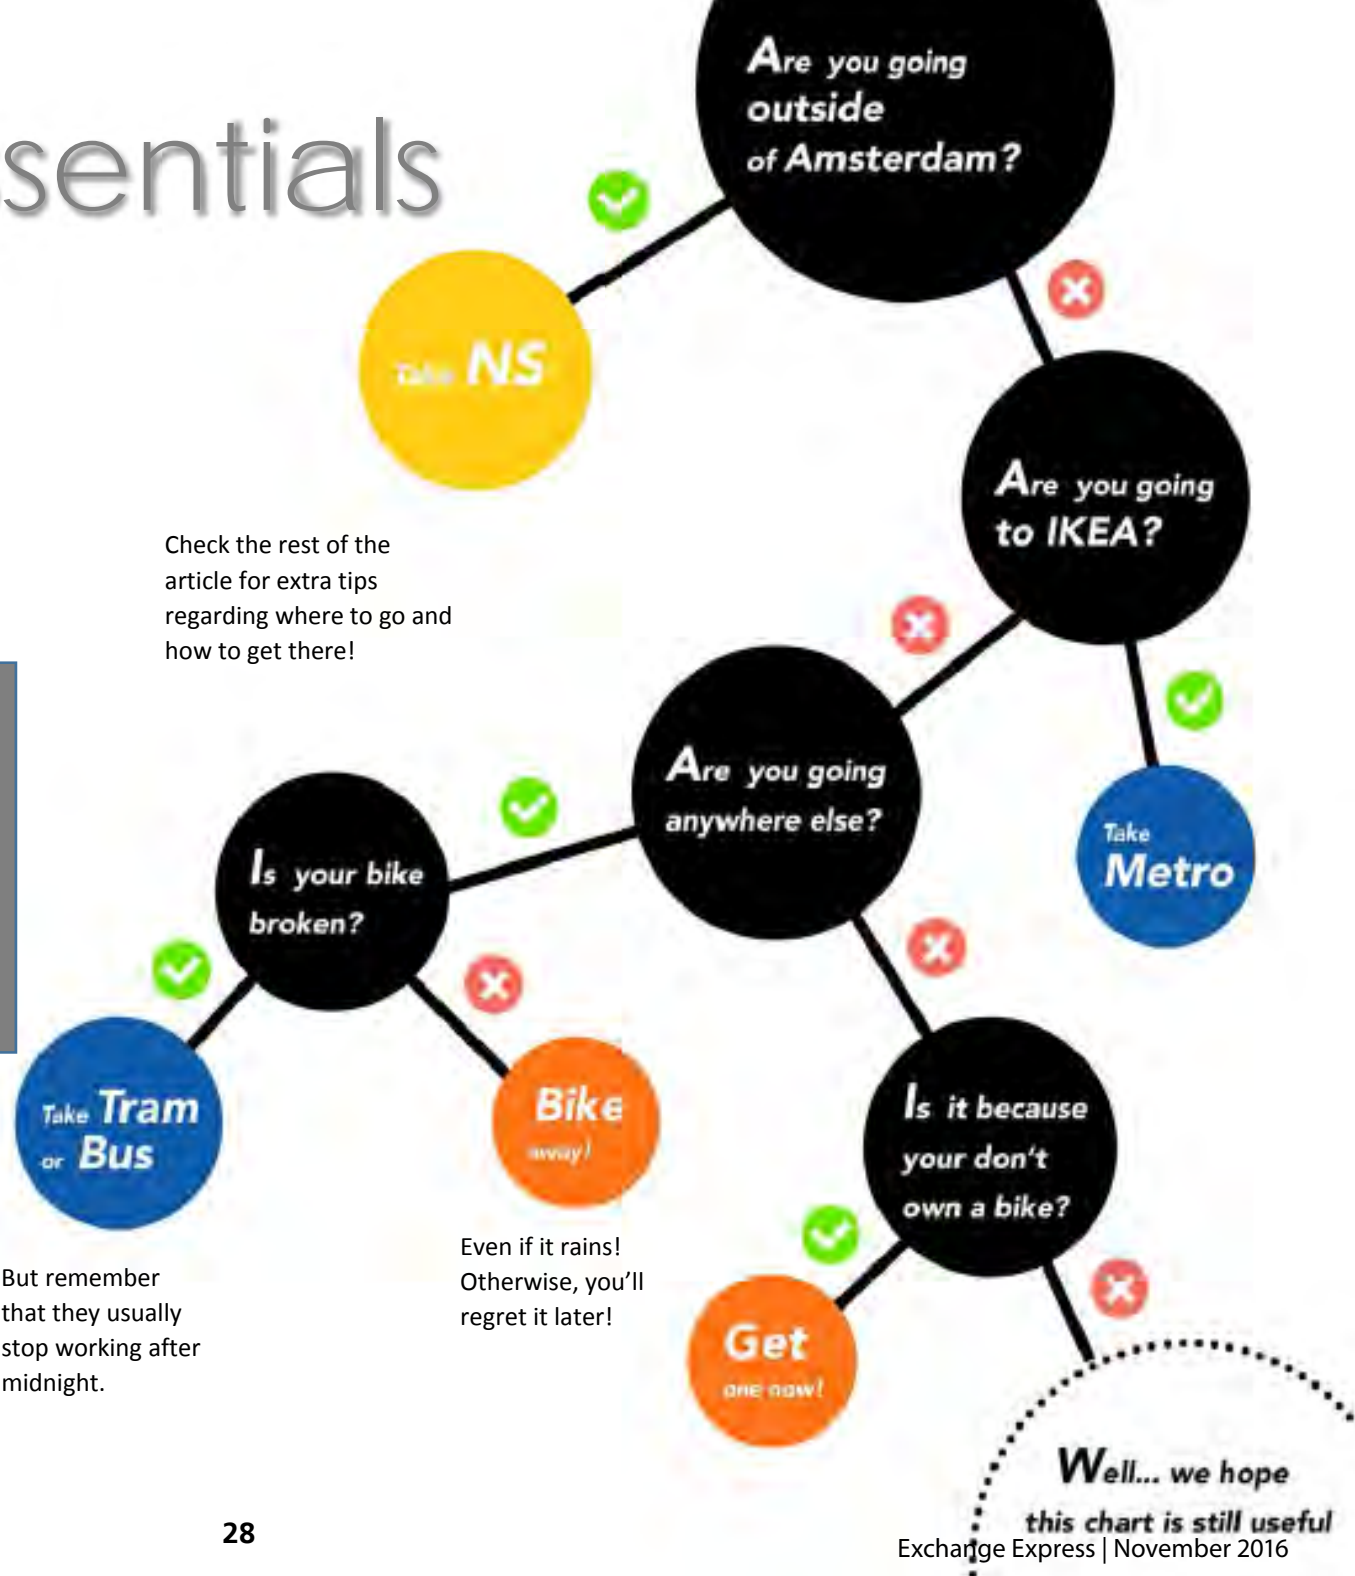 sentials
Are you going
outside
of Amsterdam?
Take NS
Are you going
to IKEA?
Check the rest of the
article for extra tips
regarding where to go and
how to get there!
Are you going
anywhere else?
Take
Metro
Is your bike
broken?
Take Tram
or Bus
Bike
away!
Is it because
your don't
own a bike?
Even if it rains!
Otherwise, you'll
regret it later!
But remember
that they usually
stop working after
midnight.
Get
one now!
Well... we hope
this chart is still useful
28
Exchange Express | November 2016